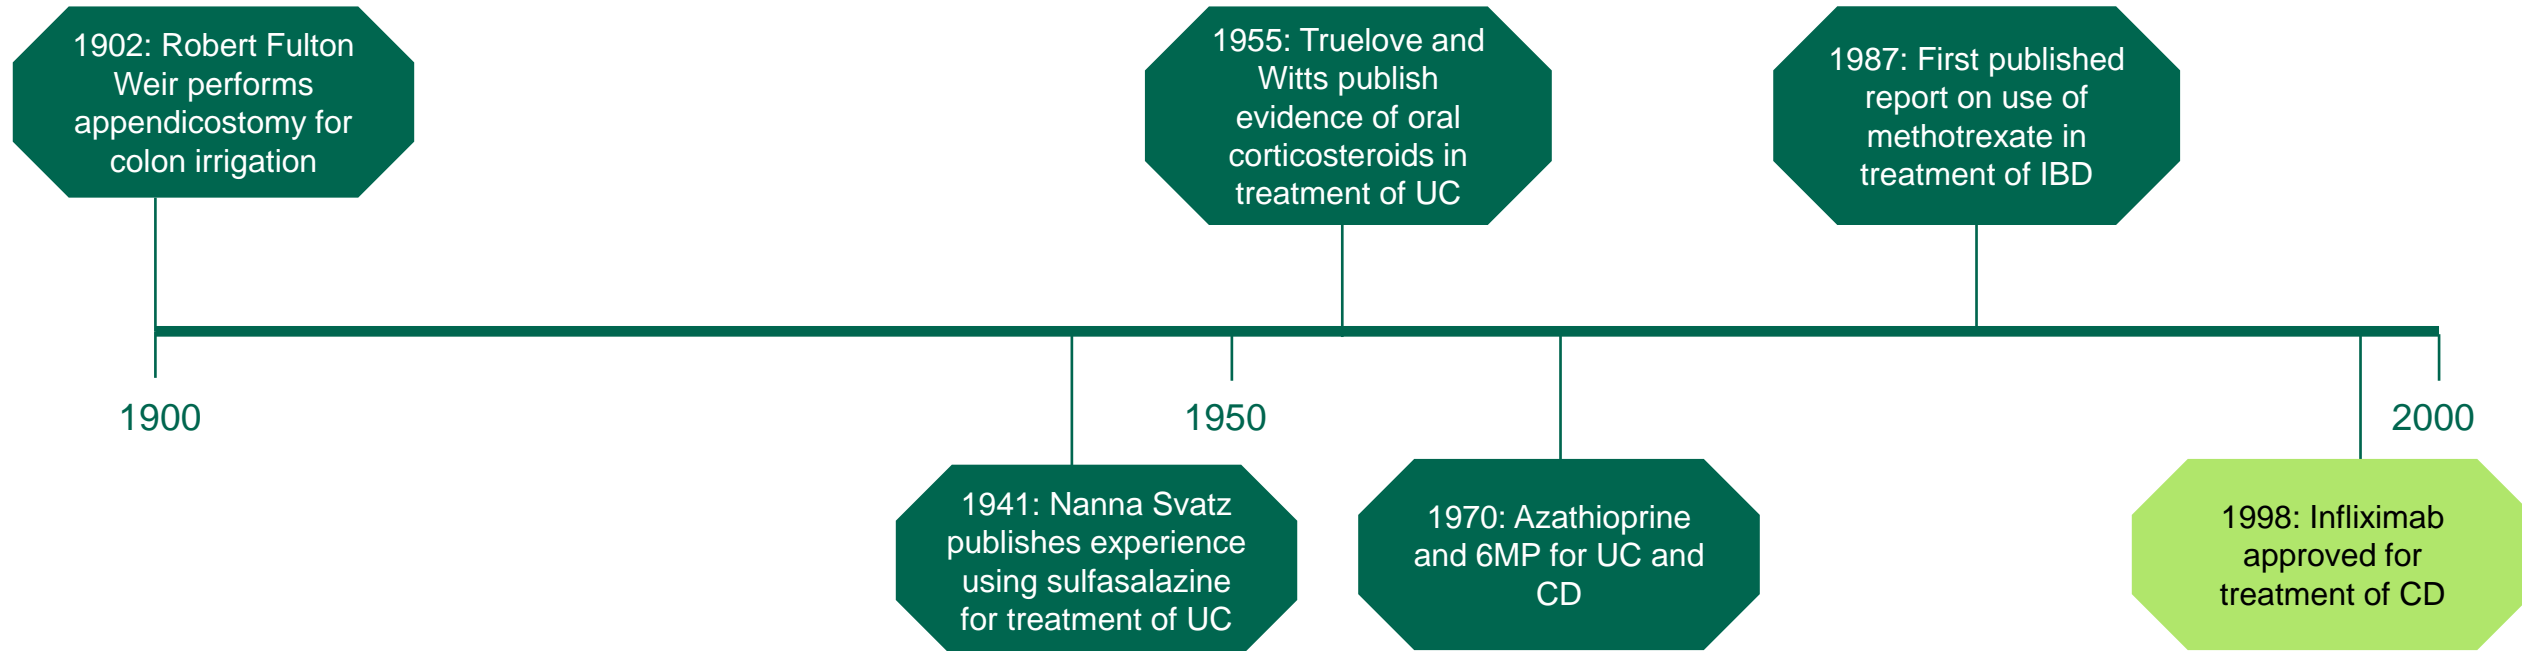 1902: Robert Fulton
Weir performs
appendicostomy for
colon irrigation
1955: Truelove and
Witts publish
evidence of oral
corticosteroids in
treatment of UC
1987: First published
report on use of
methotrexate in
treatment of IBD
1900
1950
2000
1941: Nanna Svatz
publishes experience
using sulfasalazine
for treatment of UC
1970: Azathioprine
and 6MP for UC and
CD
1998: Infliximab
approved for
treatment of CD